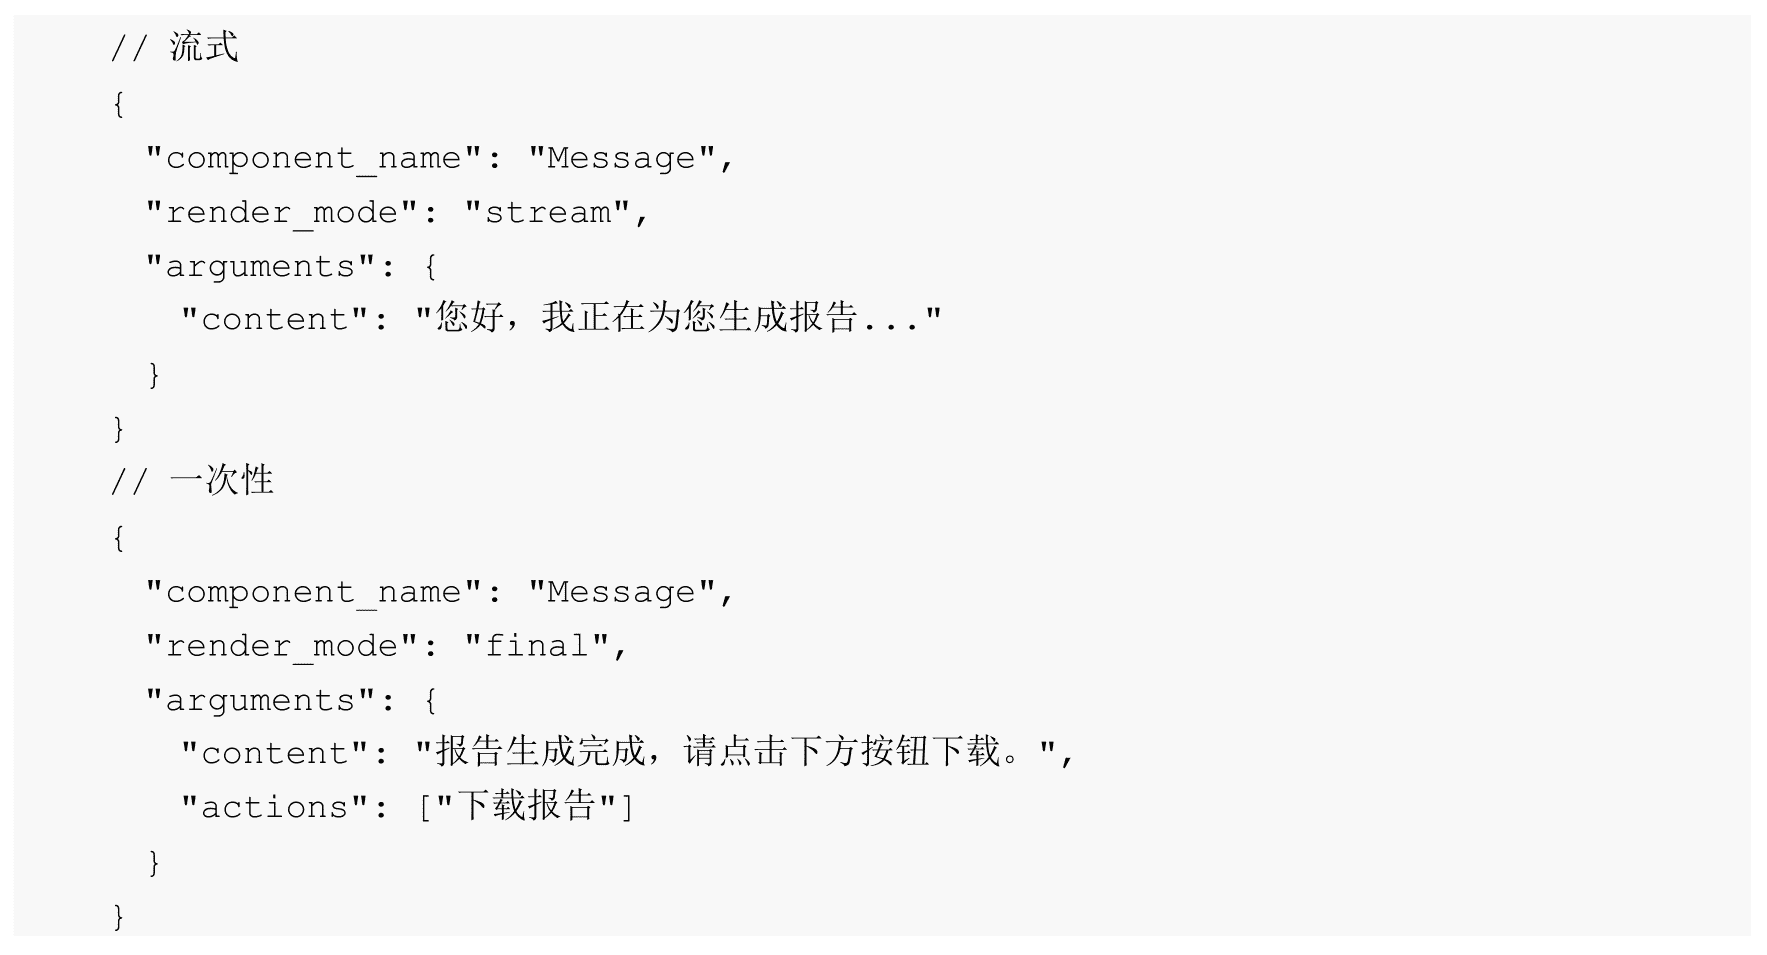 // 流式
{
  "component_name": "Message",
  "render_mode": "stream",
  "arguments": {
    "content": "您好，我正在为您生成报告..."
  }
}
// 一次性
{
  "component_name": "Message",
  "render_mode": "final",
  "arguments": {
    "content": "报告生成完成，请点击下方按钮下载。",
    "actions": ["下载报告"]
  }
}